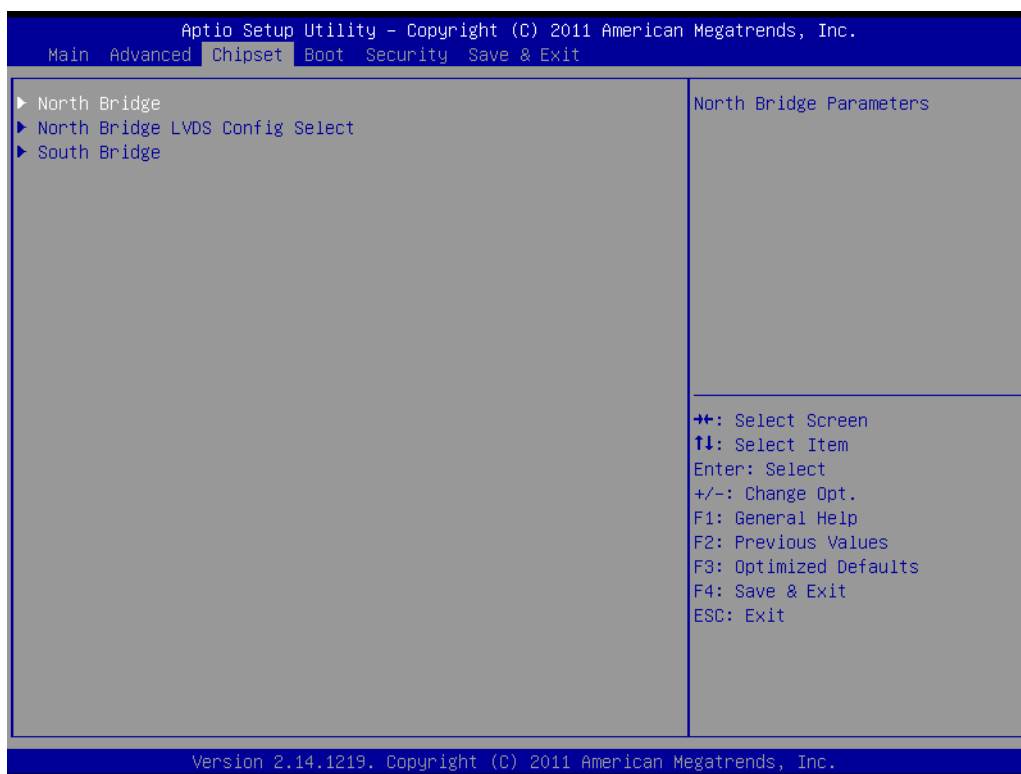 Aptio Setup Utility – Copyright (C) 2011 American Megatrends, Inc.
Main Advanced Chipset Boot Security Save & Exit
► North Bridge
► North Bridge LVDS Config Select
► South Bridge
North Bridge Parameters
→←: Select Screen
↑↓: Select Item
Enter: Select
+/-: Change Opt.
F1: General Help
F2: Previous Values
F3: Optimized Defaults
F4: Save & Exit
ESC: Exit
Version 2.14.1219. Copyright (C) 2011 American Megatrends, Inc.